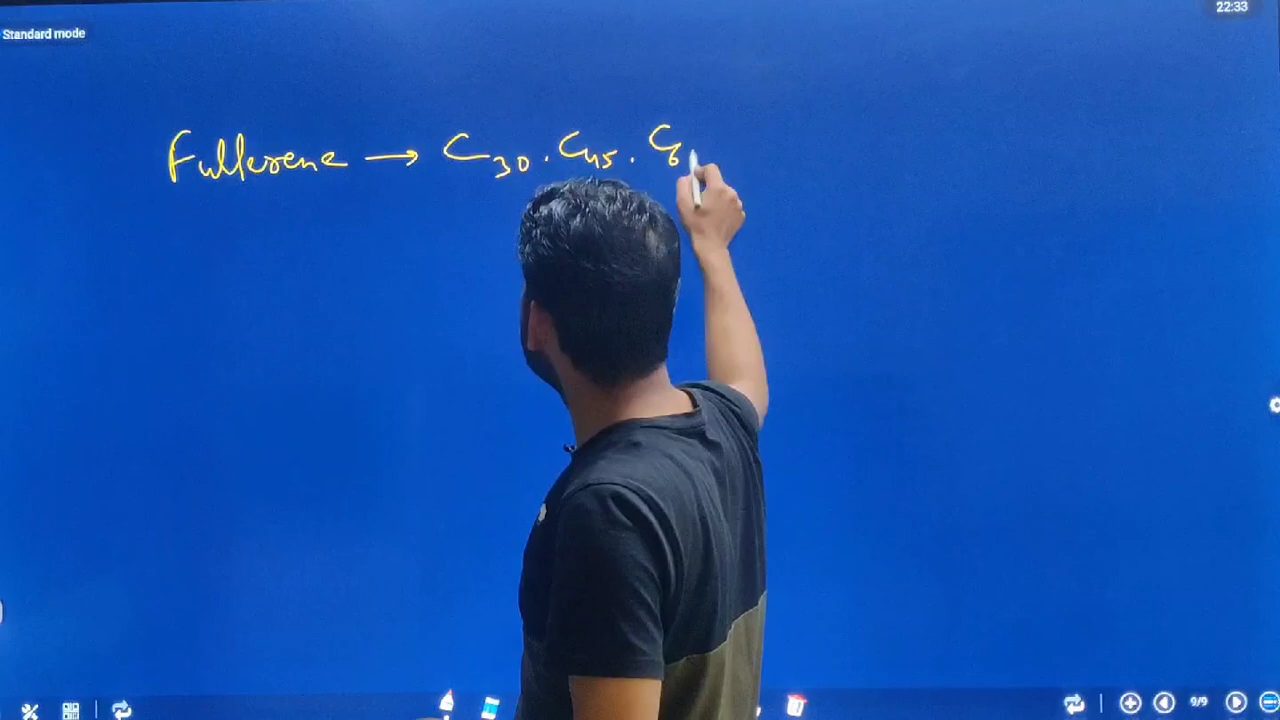 22:33
Standard mode
Fullerene → C30 . C45 . C6
9/9